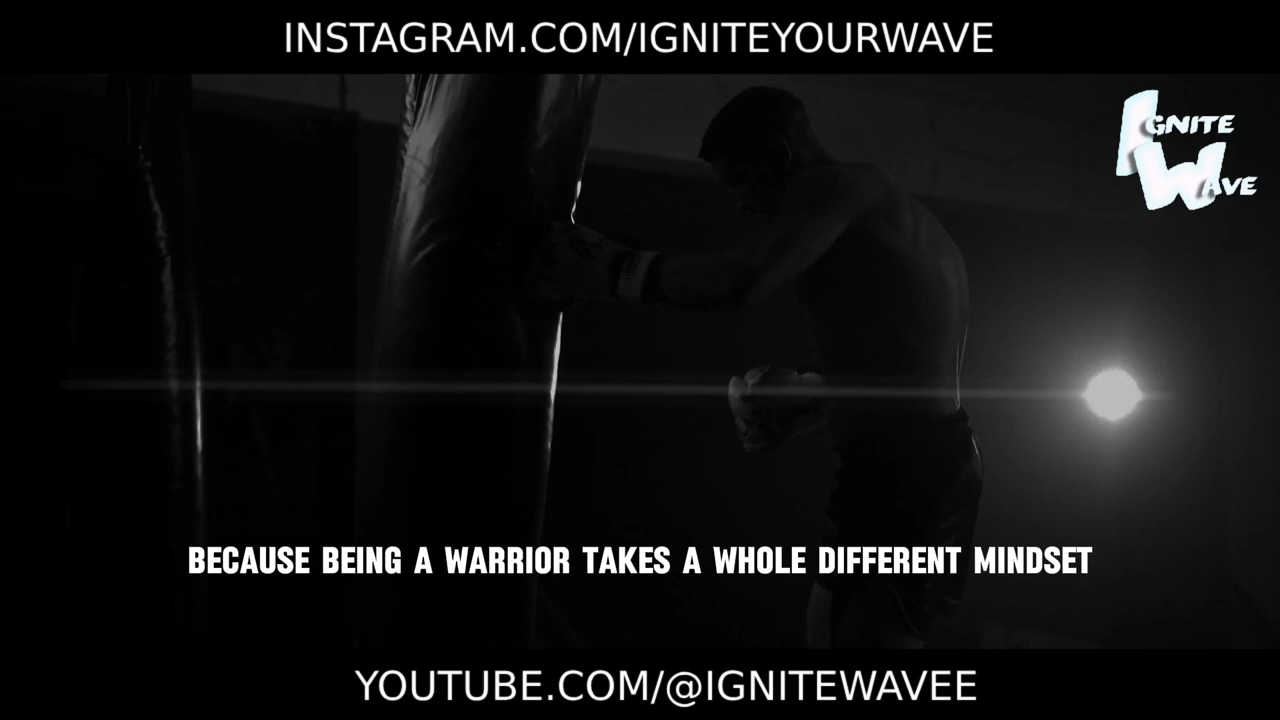 INSTAGRAM.COM/IGNITEYOURWAVE
IGNITE
WAVE
BECAUSE BEING A WARRIOR TAKES A WHOLE DIFFERENT MINDSET
YOUTUBE.COM/@IGNITEWAVEE